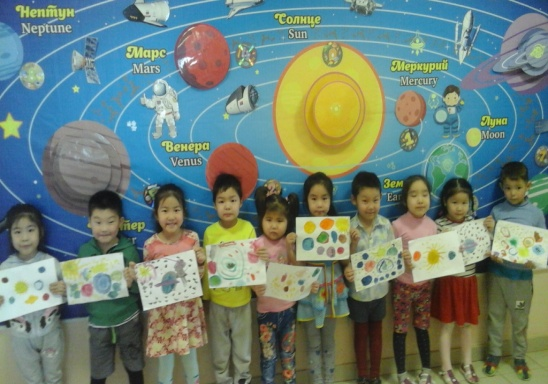 Нептун
Neptune
Марс
Mars
Солнце
Sun
Меркурий
Mercury
Венера
Venus
Луна
Moon